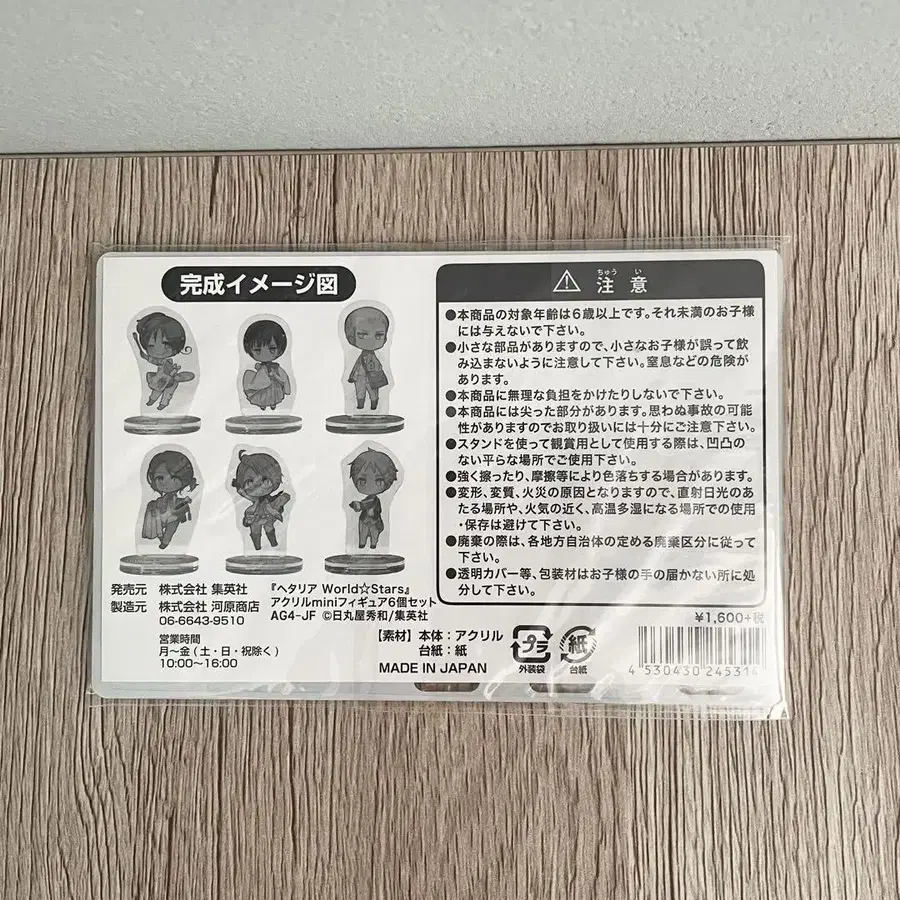 完成イメージ図
発売元 株式会社 集英社
製造元 株式会社 河原商店
06-6643-9510
営業時間
月〜金(土・日・祝除く)
10:00〜16:00
『ヘタリア World☆Stars』
アクリルminiフィギュア6個セット
AG4-JF ©日丸屋秀和/集英社
【素材】本体:アクリル
台紙:紙
MADE IN JAPAN
プラ
外装袋
紙
台紙
ちゅう い
注意
●本商品の対象年齢は6歳以上です。それ未満のお子様
には与えないで下さい。
●小さな部品がありますので、小さなお子様が誤って飲
み込まないように注意して下さい。窒息などの危険が
あります。
●本商品に無理な負担をかけたりしないで下さい。
●本商品には尖った部分があります。思わぬ事故の可能
性がありますのでお取り扱いには十分にご注意下さい。
●スタンドを使って観賞用として使用する際は、凹凸の
ない平らな場所でご使用下さい。
●強く擦ったり、摩擦等により色落ちする場合があります。
●変形、変質、火災の原因となりますので、直射日光のあ
たる場所や、火気の近く、高温多湿になる場所での使用
・保存は避けて下さい。
●廃棄の際は、各地方自治体の定める廃棄区分に従って
下さい。
●透明カバー等、包装材はお子様の手の届かない所に処
分して下さい。
¥1,600+税
4 530430 245314